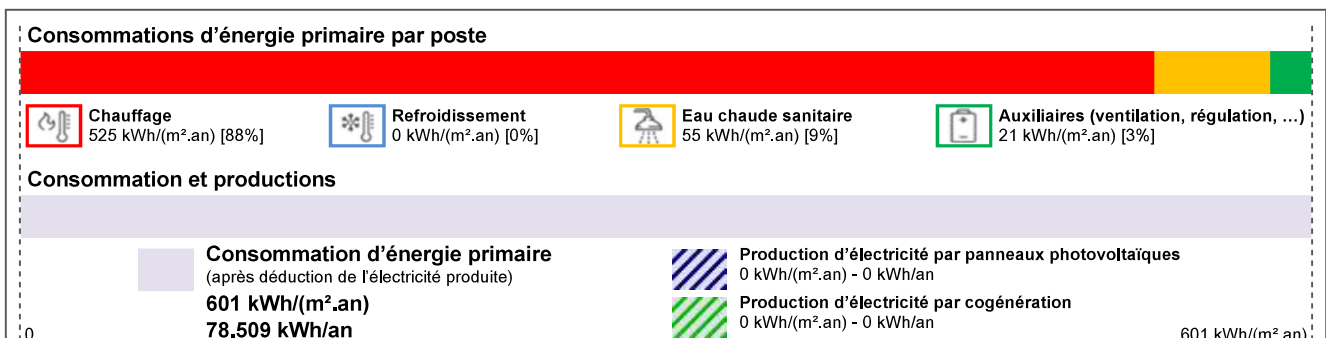 Consommations d'énergie primaire par poste
Chauffage
525 kWh/(m².an) [88%]
Refroidissement
0 kWh/(m².an) [0%]
Eau chaude sanitaire
55 kWh/(m².an) [9%]
Auxiliaires (ventilation, régulation, ...)
21 kWh/(m².an) [3%]
Consommation et productions
Consommation d'énergie primaire
(après déduction de l'électricité produite)
601 kWh/(m².an)
78.509 kWh/an
Production d'électricité par panneaux photovoltaïques
0 kWh/(m².an) - 0 kWh/an
Production d'électricité par cogénération
0 kWh/(m².an) - 0 kWh/an
0
601 kWh/(m².an)